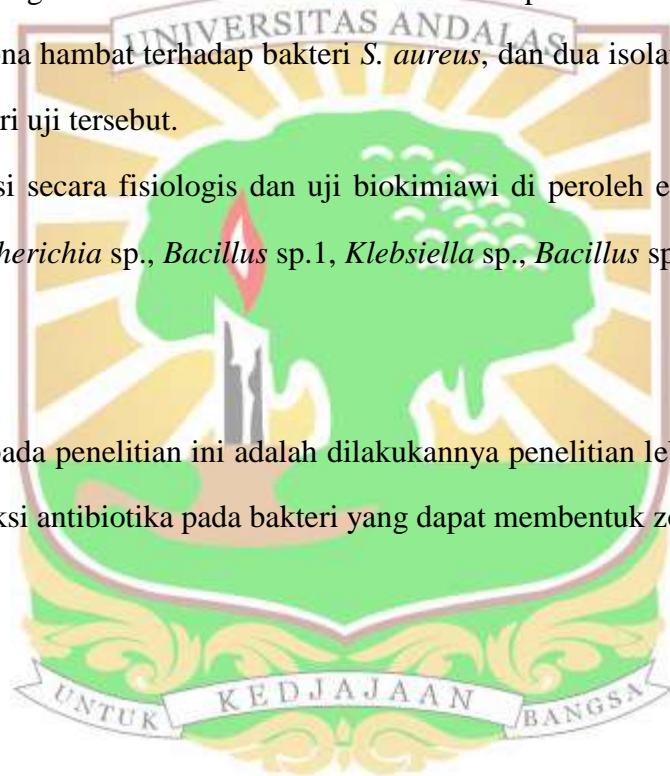 UNIVERSITAS ANDALAS
na hambat terhadap bakteri S. aureus, dan dua isola
ri uji tersebut.
si secara fisiologis dan uji biokimiawi di peroleh e
herichia sp., Bacillus sp.1, Klebsiella sp., Bacillus sp
pada penelitian ini adalah dilakukannya penelitian le
ksi antibiotika pada bakteri yang dapat membentuk z
UNTUK KEDJAJAAN BANGSA